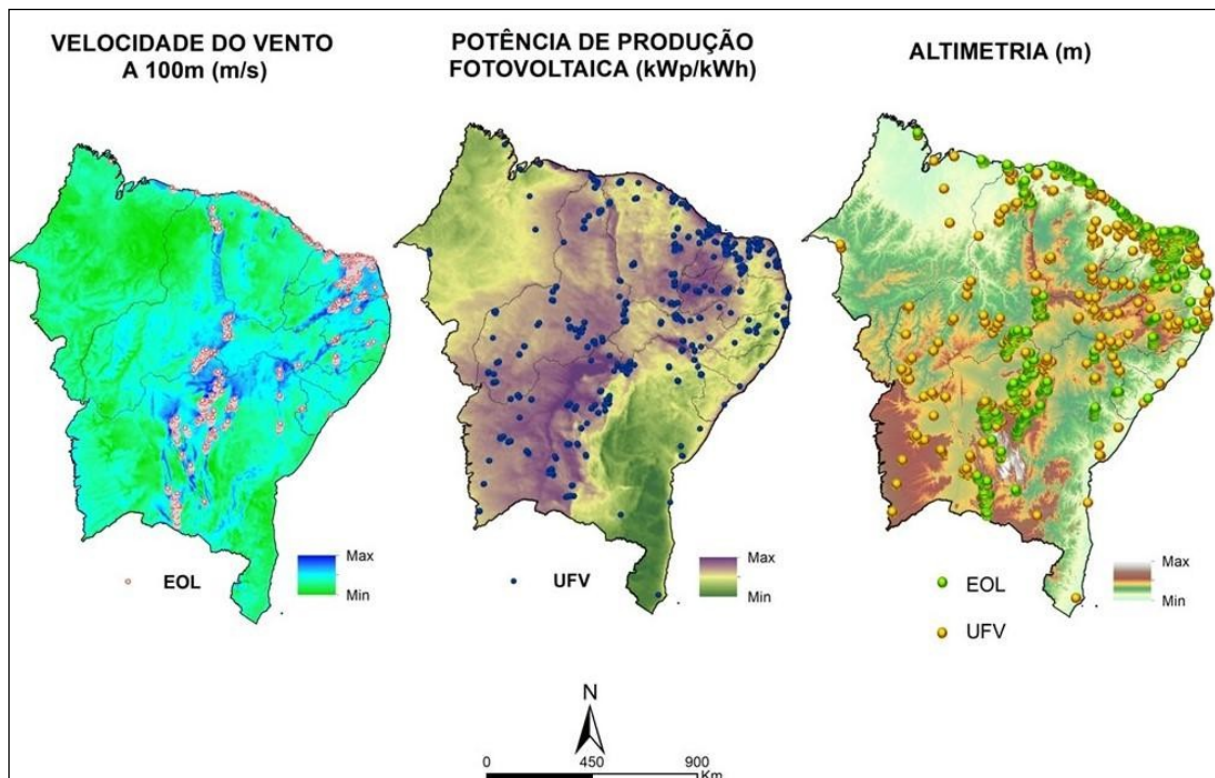 VELOCIDADE DO VENTO
A 100m (m/s)
POTÊNCIA DE PRODUÇÃO
FOTOVOLTAICA (kWp/kWh)
ALTIMETRIA (m)
EOL
Max
Min
UFV
Max
Min
EOL
UFV
Max
Min
N
0 450 900
Km